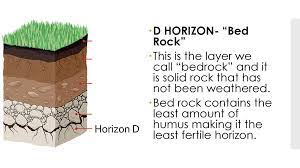 • D HORIZON- “Bed
Rock”
• This is the layer we
call “bedrock” and it
is solid rock that has
not been weathered.
• Bed rock contains the
least amount of
humus making it the
least fertile horizon.
Horizon D